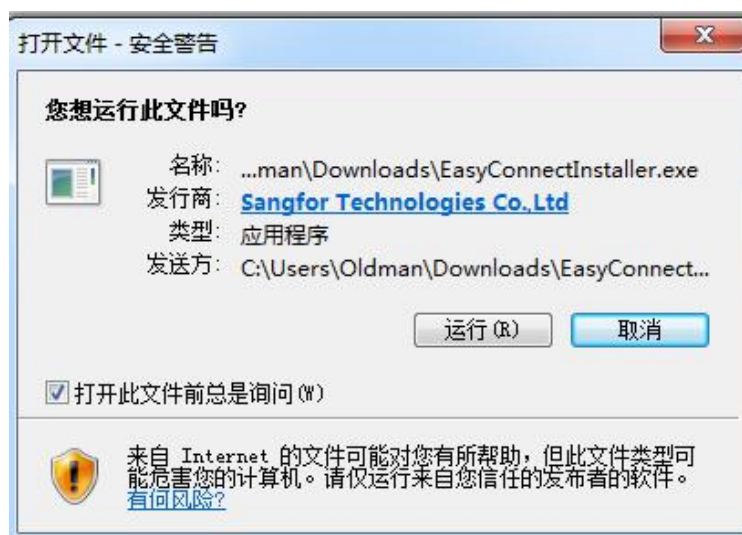 打开文件 - 安全警告
您想运行此文件吗?
名称: ...man\Downloads\EasyConnectInstaller.exe
发行商: Sangfor Technologies Co.,Ltd
类型: 应用程序
发送方: C:\Users\Oldman\Downloads\EasyConnect...
运行(R) 取消
打开此文件前总是询问(W)
来自 Internet 的文件可能对您有所帮助，但此文件类型可
能危害您的计算机。请仅运行来自您信任的发布者的软件。
有何风险?